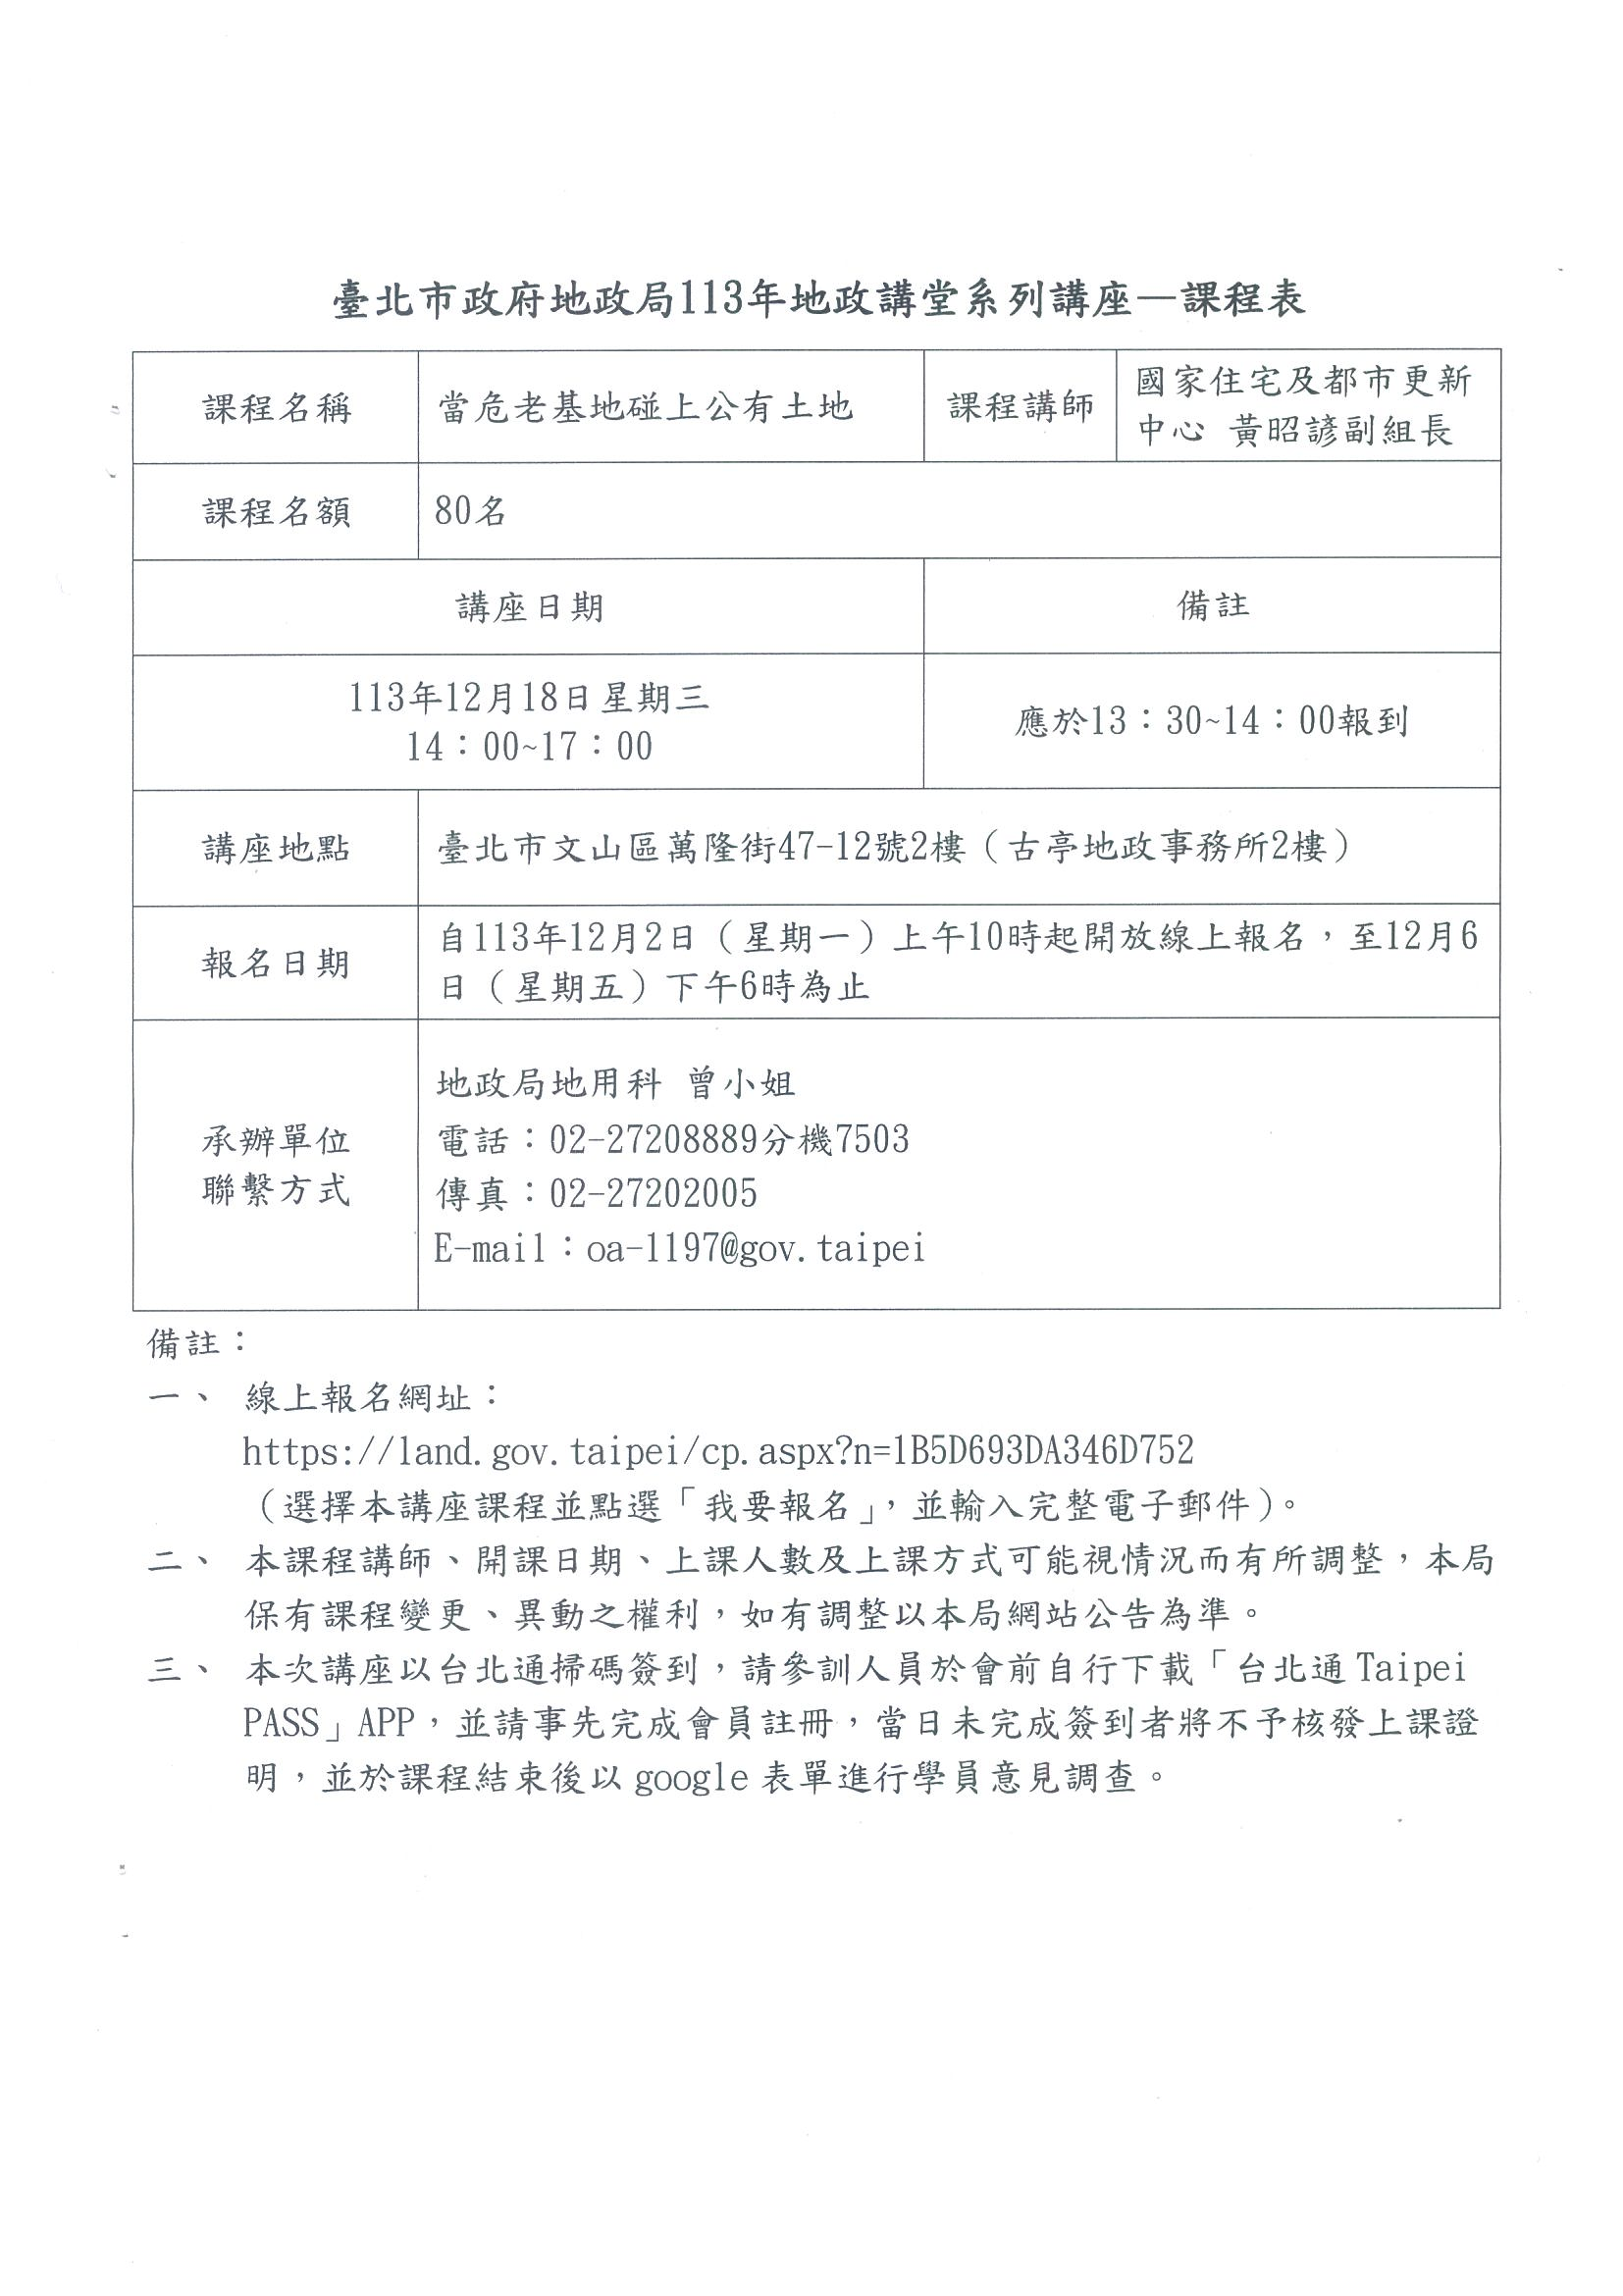 臺北市政府地政局113年地政講堂系列講座—課程表
課程名稱
當危老基地碰上公有土地
課程講師
國家住宅及都市更新
中心 黃昭諺副組長
課程名額
80名
講座日期
備註
113年12月18日星期三
14：00~17：00
應於13：30~14：00報到
講座地點
臺北市文山區萬隆街47-12號2樓（古亭地政事務所2樓）
報名日期
自113年12月2日（星期一）上午10時起開放線上報名，至12月6
日（星期五）下午6時為止
承辦單位
聯繫方式
地政局地用科 曾小姐
電話：02-27208889分機7503
傳真：02-27202005
E-mail：oa-1197@gov.taipei
備註：
一、 線上報名網址：
https://land.gov.taipei/cp.aspx?n=1B5D693DA346D752
（選擇本講座課程並點選「我要報名」，並輸入完整電子郵件）。
二、 本課程講師、開課日期、上課人數及上課方式可能視情況而有所調整，本局
保有課程變更、異動之權利，如有調整以本局網站公告為準。
三、 本次講座以台北通掃碼簽到，請參訓人員於會前自行下載「台北通 Taipei
PASS」APP，並請事先完成會員註冊，當日未完成簽到者將不予核發上課證
明，並於課程結束後以 google 表單進行學員意見調查。